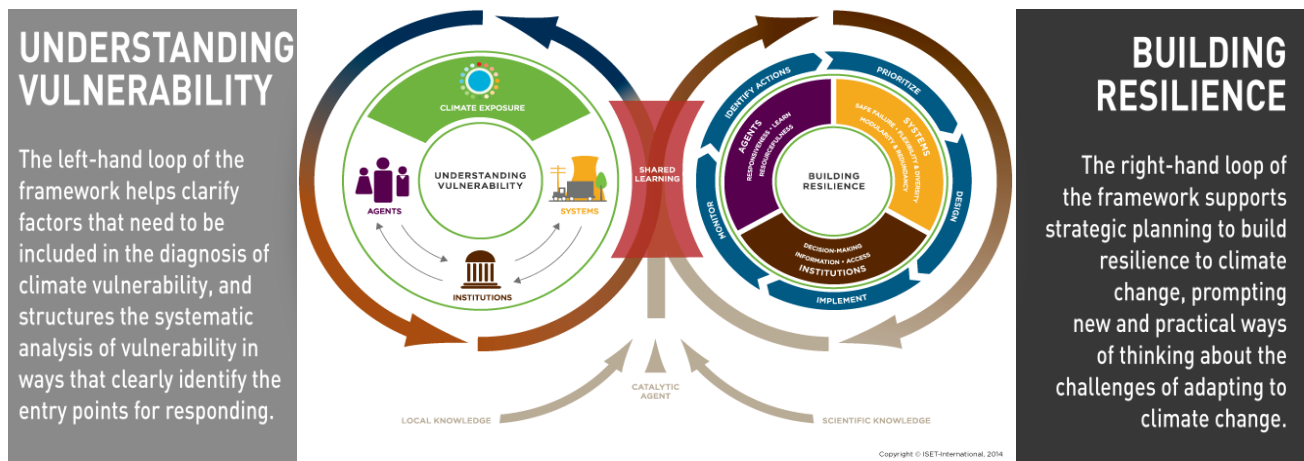 UNDERSTANDING
VULNERABILITY
The left-hand loop of the
framework helps clarify
factors that need to be
included in the diagnosis of
climate vulnerability, and
structures the systematic
analysis of vulnerability in
ways that clearly identify the
entry points for responding.
CLIMATE EXPOSURE
UNDERSTANDING
VULNERABILITY
AGENTS
SYSTEMS
INSTITUTIONS
SHARED
LEARNING
IDENTIFY ACTIONS
PRIORITIZE
DESIGN
IMPLEMENT
MONITOR
AGENTS
RESPONSIVENESS • LEARN
RESOURCEFULNESS
SYSTEMS
SAFE FAILURE • FLEXIBILITY & DIVERSITY
MODULARITY & REDUNDANCY
BUILDING
RESILIENCE
DECISION-MAKING
INFORMATION • ACCESS
INSTITUTIONS
LOCAL KNOWLEDGE
CATALYTIC
AGENT
SCIENTIFIC KNOWLEDGE
Copyright © ISET-International, 2014
BUILDING
RESILIENCE
The right-hand loop of
the framework supports
strategic planning to build
resilience to climate
change, prompting
new and practical ways
of thinking about the
challenges of adapting to
climate change.